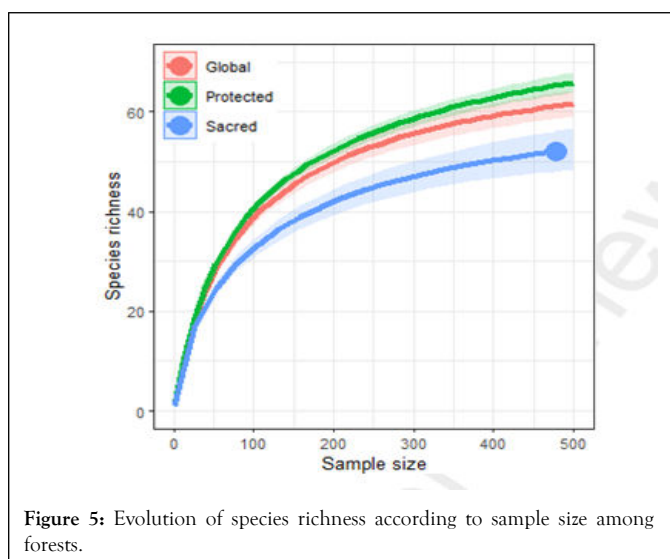 Global
Protected
Sacred
60
40
20
0
Species richness
0 100 200 300 400 500
Sample size
Figure 5: Evolution of species richness according to sample size among
forests.